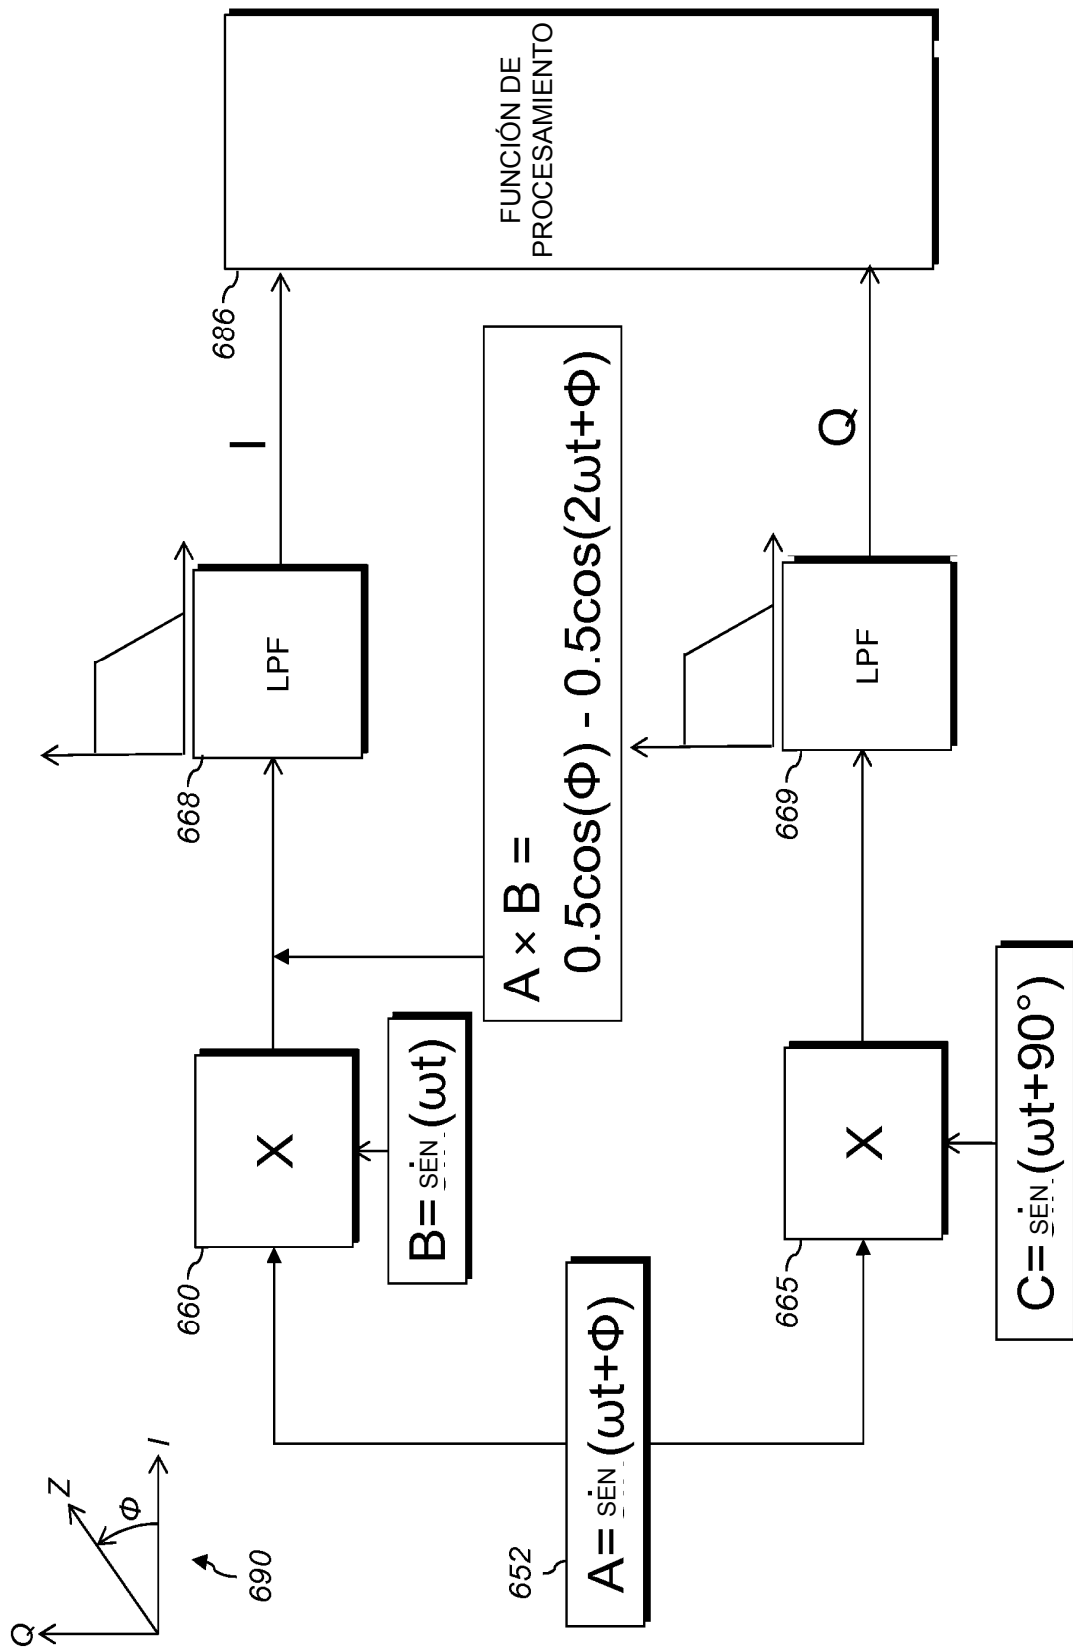 Q
Z
Φ
I
690
652
A= SEN (ωt+Φ)
660
X
B= SEN (ωt)
668
LPF
I
A × B =
0.5cos(Φ) - 0.5cos(2ωt+Φ)
665
X
C= SEN (ωt+90°)
669
LPF
Q
686
FUNCIÓN DE
PROCESAMIENTO